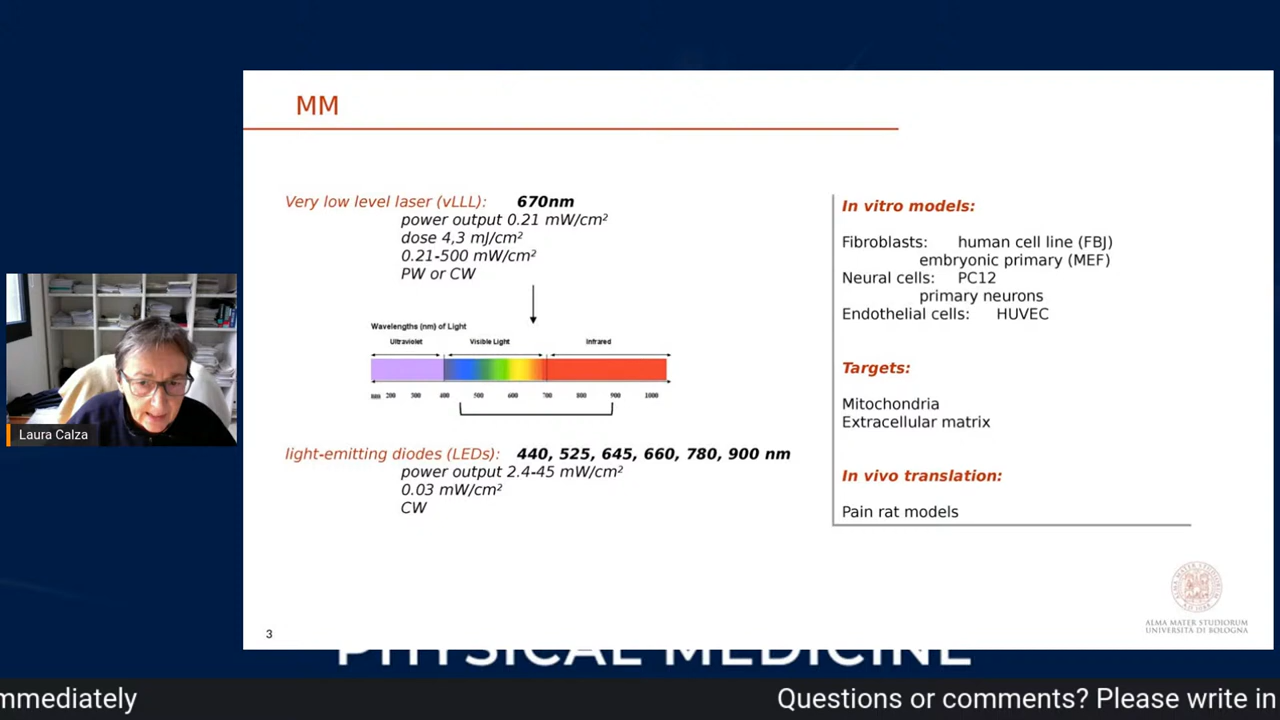 MM
Very low level laser (vLLL): 670nm
power output 0.21 mW/cm²
dose 4,3 mJ/cm²
0.21-500 mW/cm²
PW or CW
Wavelengths (nm) of Light
Ultraviolet Visible Light Infrared
nm 200 300 400 500 600 700 800 900 1000
light-emitting diodes (LEDs): 440, 525, 645, 660, 780, 900 nm
power output 2.4-45 mW/cm²
0.03 mW/cm²
CW
In vitro models:
Fibroblasts: human cell line (FBJ)
embryonic primary (MEF)
Neural cells: PC12
primary neurons
Endothelial cells: HUVEC
Targets:
Mitochondria
Extracellular matrix
In vivo translation:
Pain rat models
Laura Calza
3
ALMA MATER STUDIORUM
UNIVERSITÀ DI BOLOGNA
PHYSICAL MEDICINE
mmediately
Questions or comments? Please write in